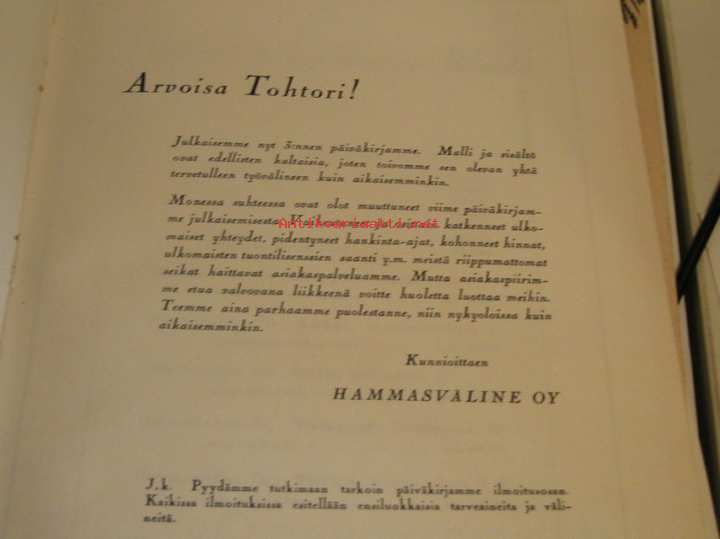 Arvoisa Tohtori!
Julkaisemme nyt 3:nnen päiväkirjamme. Malli ja sisältö
ovat edellisten kaltaisia, joten toivomme sen olevan yhtä
tervetulleen työvälineen kuin aikaisemminkin.
Monessa suhteessa ovat olot muuttuneet viime päiväkirjam-
me julkaisemisesta. katkenneet ulko-
maiset yhteydet, pidentyneet hankinta-ajat, kohonneet hinnat,
ulkomaisten tuontilisenssien saanti y.m. meistä riippumattomat
seikat haittavat asiakaspalveluamme. Mutta asiakaspiirim-
me etua valvovana liikkeenä voitte huoletta luottaa meihin.
Teemme aina parhaamme puolestanne, niin nykyoloissa kuin
aikaisemminkin.
Kunnioittaen
HAMMASVÄLINE OY
J.k. Pyydämme tutkimaan tarkoin päiväkirjamme ilmoitusosan.
Kaikissa ilmoituksissa esitellään ensiluokkaisia tarveaineita ja väli-
neitä.